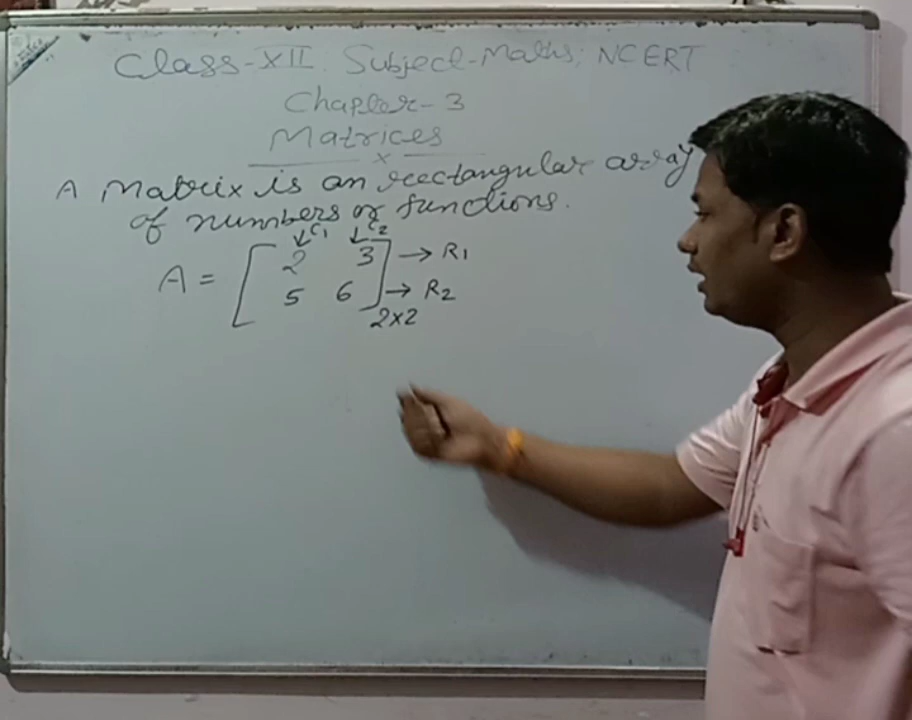 Class-XII. Subject-Maths; NCERT
Chapter-3
Matrices
x
A Matrix is an rectangular array
of numbers or functions.
↓C1 ↓C2
A = [ 2 3 ] → R1
5 6 → R2
2×2